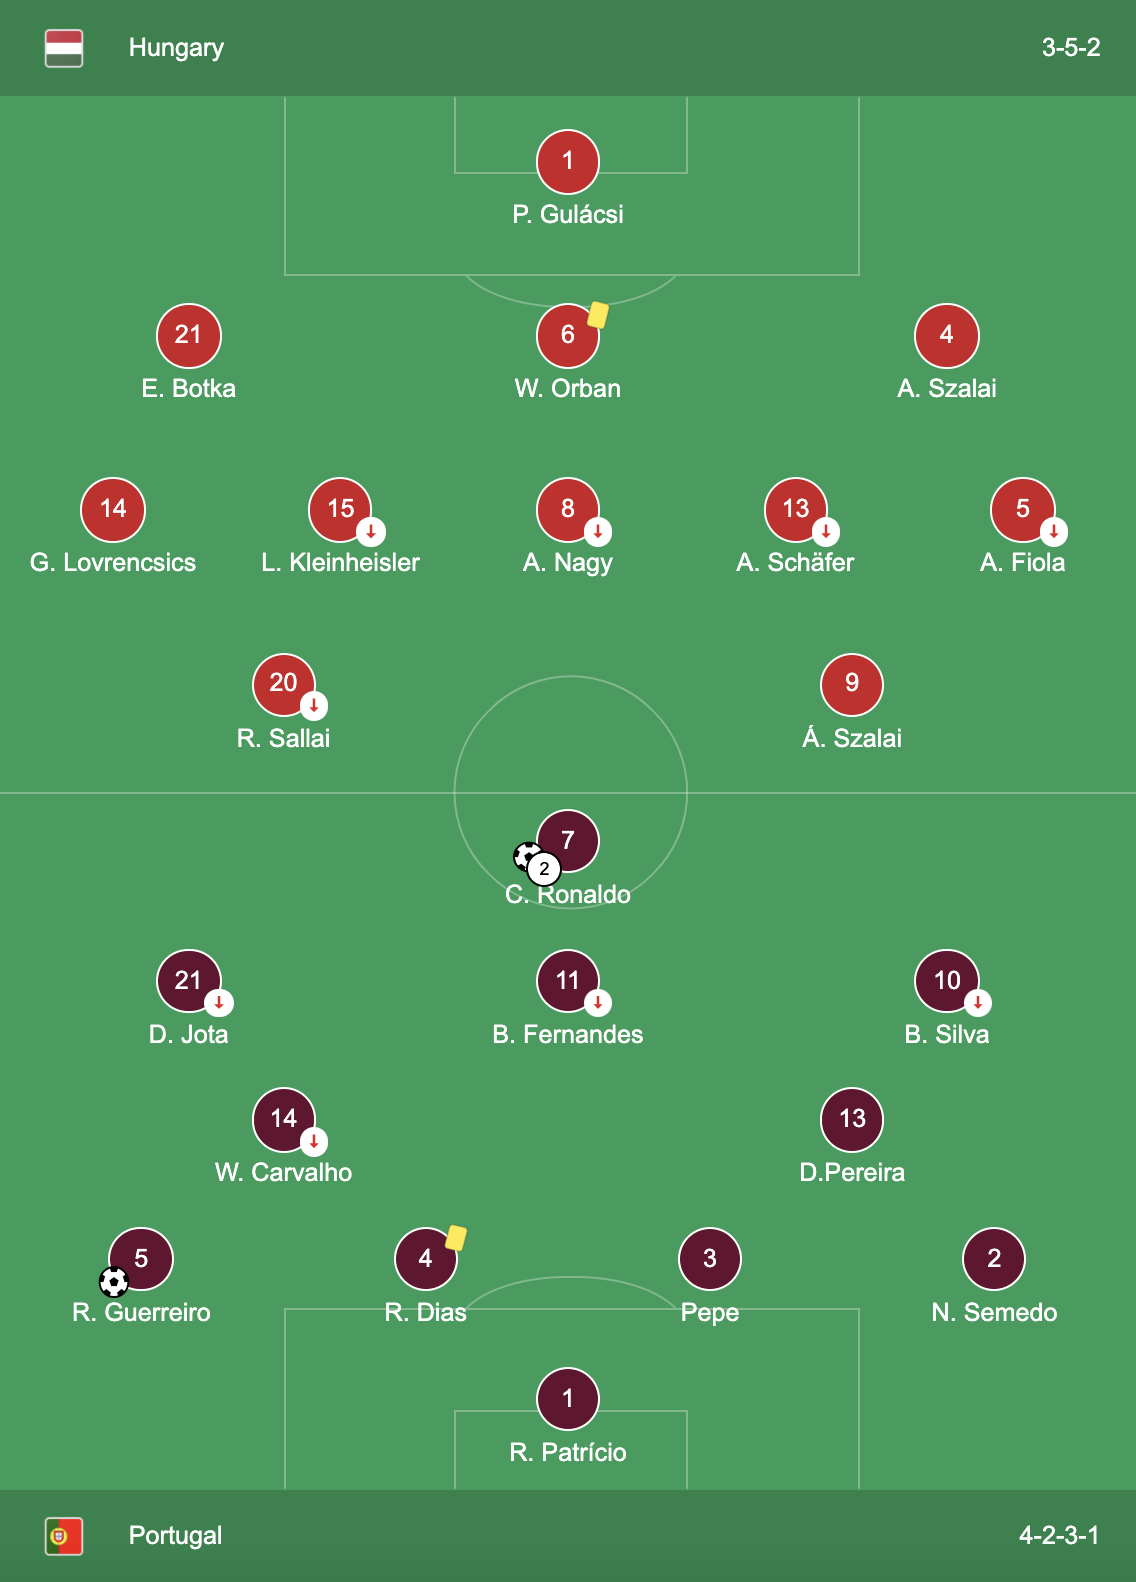 Hungary 3-5-2
1
P. Gulácsi
21 6 4
E. Botka W. Orban A. Szalai
14 15 8 13 5
G. Lovrencsics L. Kleinheisler A. Nagy A. Schäfer A. Fiola
20 9
R. Sallai Á. Szalai
7
2
C. Ronaldo
21 11 10
D. Jota B. Fernandes B. Silva
14 13
W. Carvalho D.Pereira
5 4 3 2
R. Guerreiro R. Dias Pepe N. Semedo
1
R. Patrício
Portugal 4-2-3-1